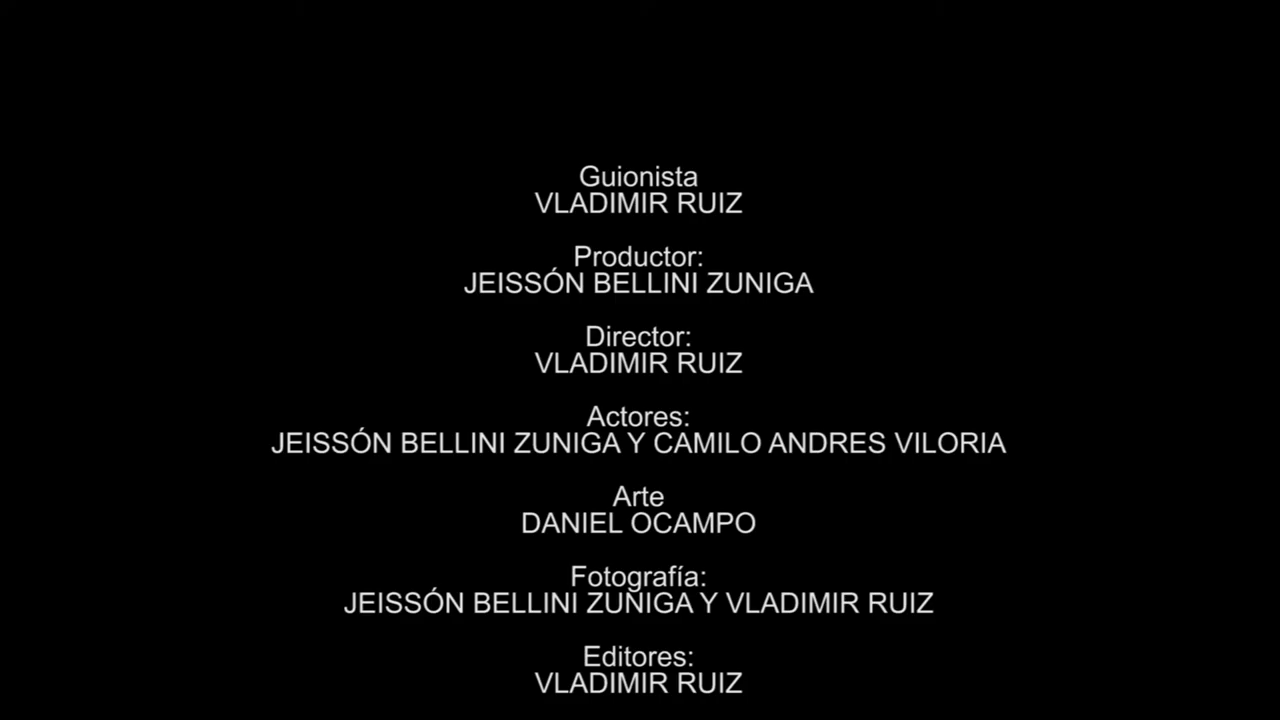 Guionista
VLADIMIR RUIZ
Productor:
JEISSÓN BELLINI ZUNIGA
Director:
VLADIMIR RUIZ
Actores:
JEISSÓN BELLINI ZUNIGA Y CAMILO ANDRES VILORIA
Arte
DANIEL OCAMPO
Fotografía:
JEISSÓN BELLINI ZUNIGA Y VLADIMIR RUIZ
Editores:
VLADIMIR RUIZ